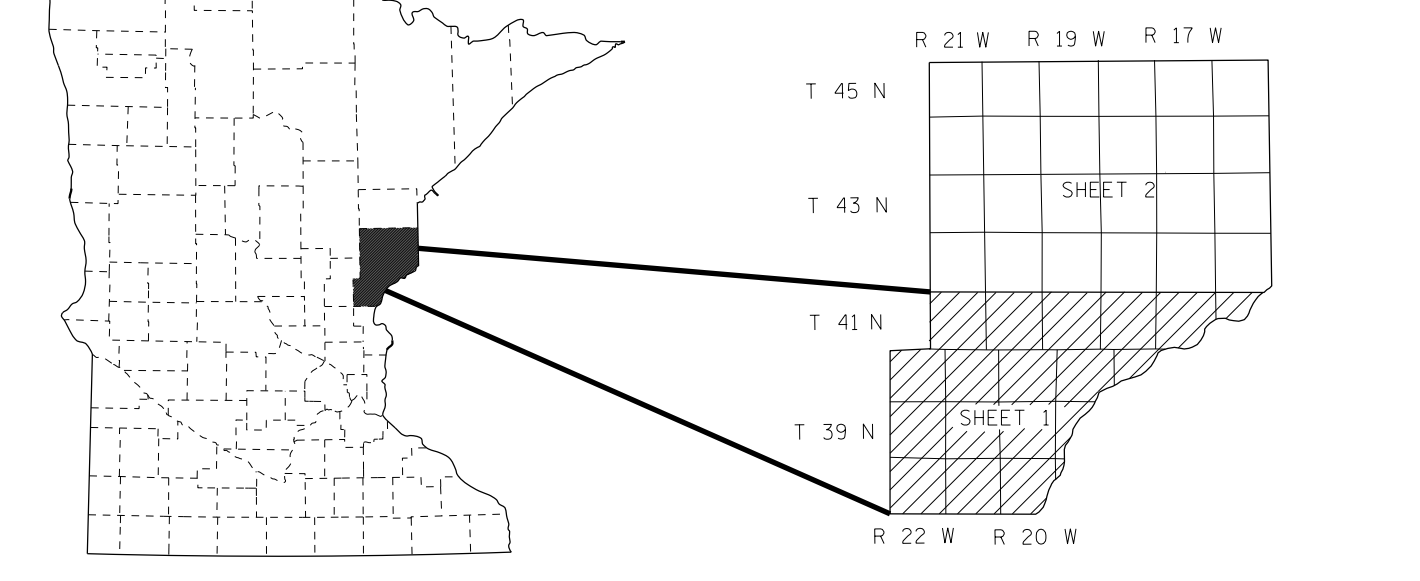 R 21 W R 19 W R 17 W
T 45 N
SHEET 2
T 43 N
T 41 N
SHEET 1
T 39 N
R 22 W R 20 W